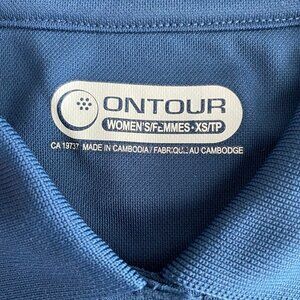 ONTOUR
WOMEN'S/FEMMES • XS/TP
CA 19737 MADE IN CAMBODIA / FABRIQUÉ AU CAMBODGE